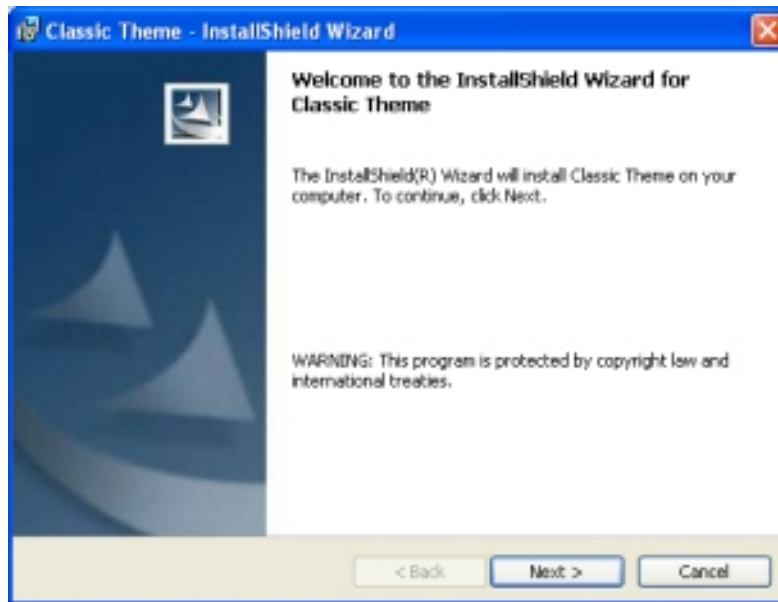 Classic Theme - InstallShield Wizard
Welcome to the InstallShield Wizard for
Classic Theme
The InstallShield(R) Wizard will install Classic Theme on your
computer. To continue, click Next.
WARNING: This program is protected by copyright law and
international treaties.
< Back
Next >
Cancel